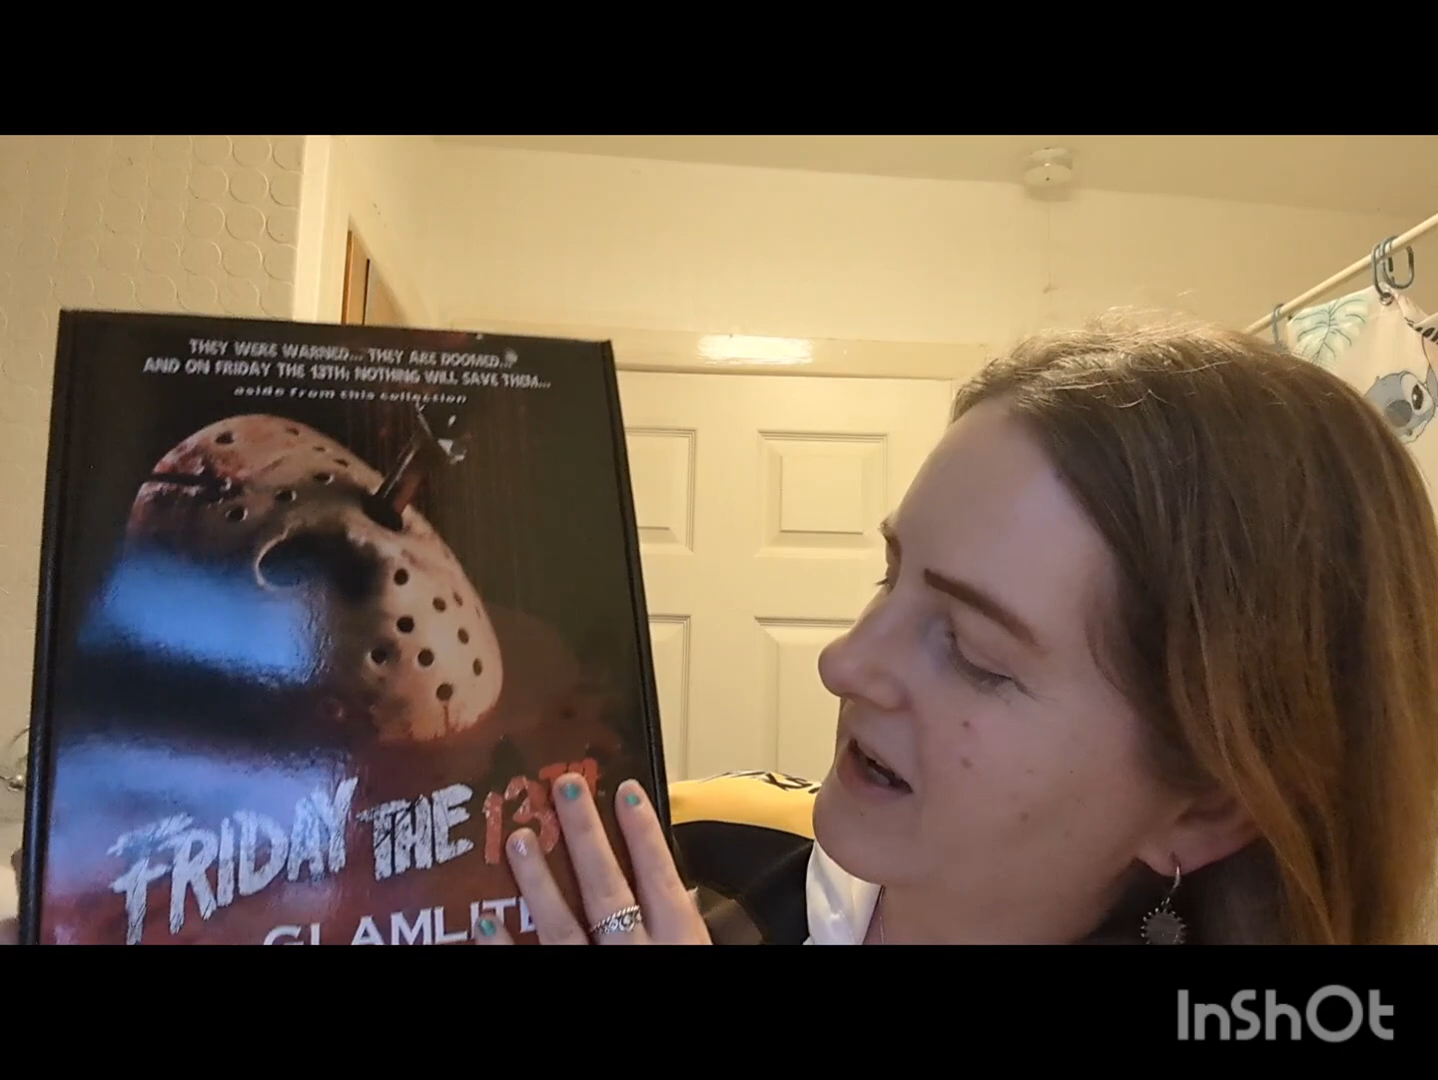 THEY WERE WARNED... THEY ARE DOOMED...
AND ON FRIDAY THE 13TH, NOTHING WILL SAVE THEM...
aside from this collection
FRIDAY THE 13TH
GLAMLITE
InShOt